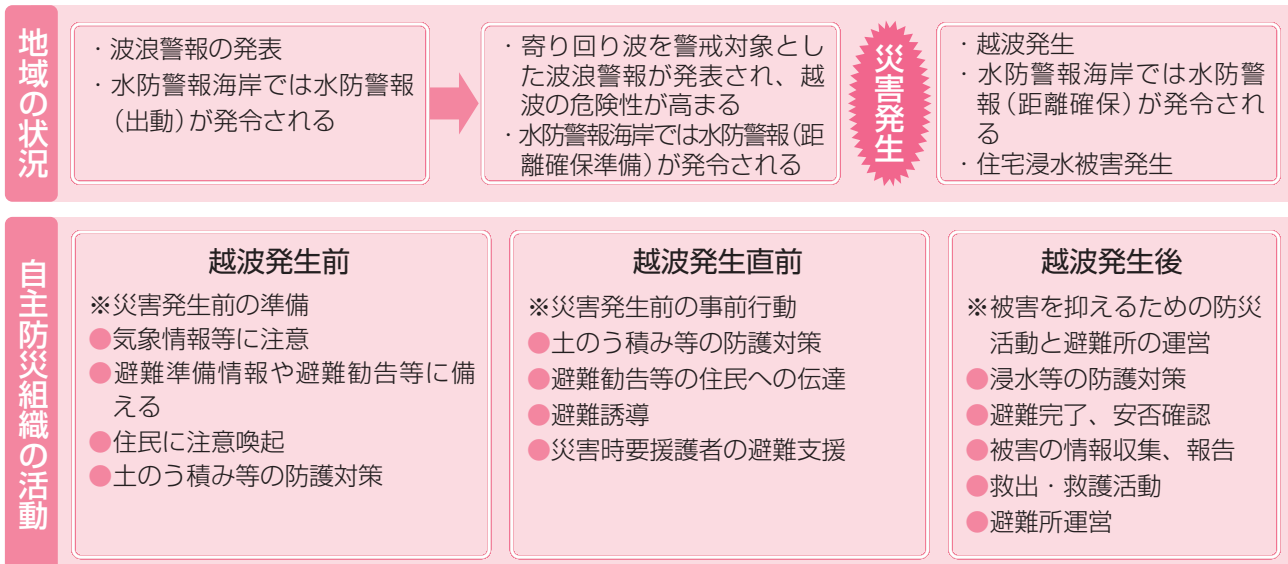 地域の状況
・波浪警報の発表
・水防警報海岸では水防警報
（出動）が発令される
・寄り回り波を警戒対象とし
た波浪警報が発表され、越
波の危険性が高まる
・水防警報海岸では水防警報（距
離確保準備）が発令される
災害発生
・越波発生
・水防警報海岸では水防警
報（距離確保）が発令され
る
・住宅浸水被害発生
自主防災組織の活動
越波発生前
※災害発生前の準備
●気象情報等に注意
●避難準備情報や避難勧告等に備
える
●住民に注意喚起
●土のう積み等の防護対策
越波発生直前
※災害発生前の事前行動
●土のう積み等の防護対策
●避難勧告等の住民への伝達
●避難誘導
●災害時要援護者の避難支援
越波発生後
※被害を抑えるための防災
活動と避難所の運営
●浸水等の防護対策
●避難完了、安否確認
●被害の情報収集、報告
●救出・救護活動
●避難所運営